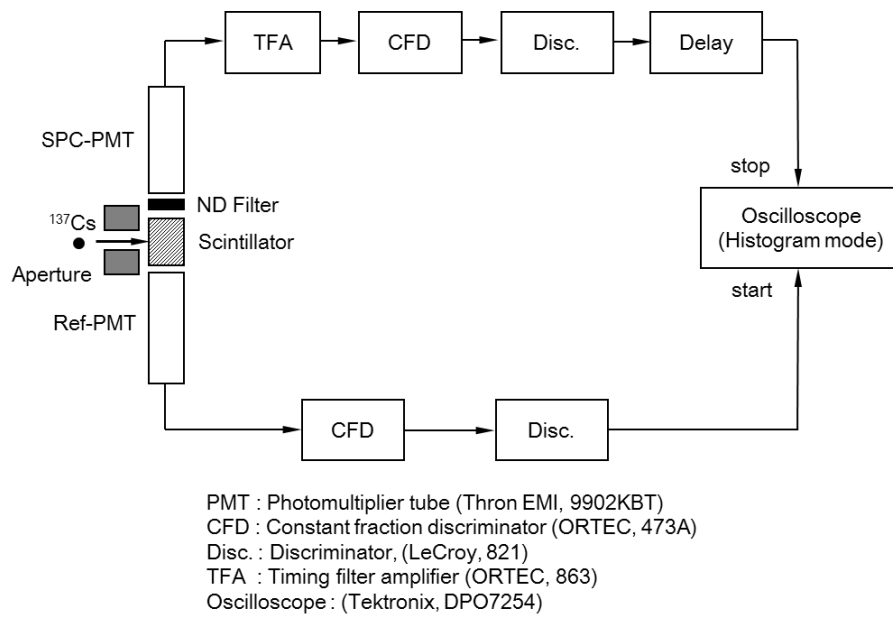 TFA
CFD
Disc.
Delay
SPC-PMT
stop
ND Filter
137Cs
Scintillator
Oscilloscope
(Histogram mode)
Aperture
start
Ref-PMT
CFD
Disc.
PMT : Photomultiplier tube (Thron EMI, 9902KBT)
CFD : Constant fraction discriminator (ORTEC, 473A)
Disc. : Discriminator, (LeCroy, 821)
TFA : Timing filter amplifier (ORTEC, 863)
Oscilloscope : (Tektronix, DPO7254)